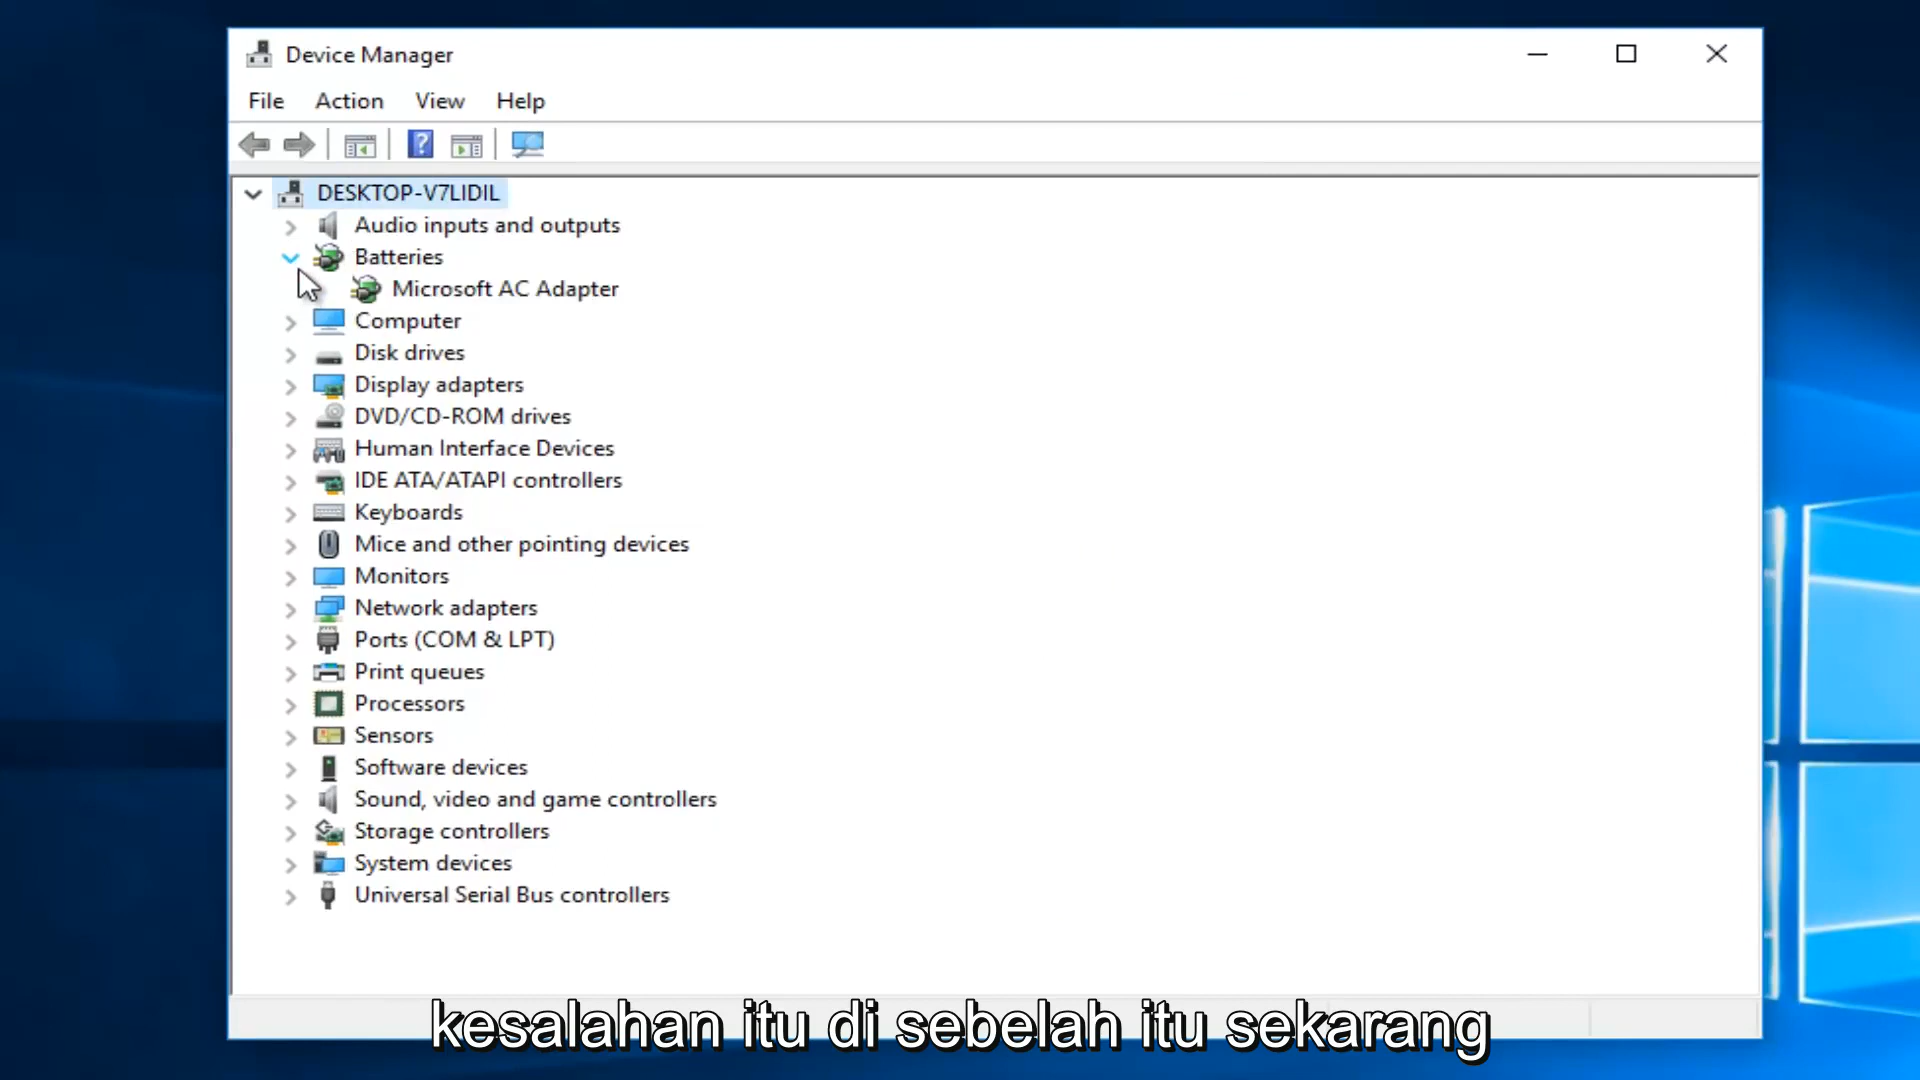 Device Manager
File Action View Help
DESKTOP-V7LIDIL
Audio inputs and outputs
Batteries
Microsoft AC Adapter
Computer
Disk drives
Display adapters
DVD/CD-ROM drives
Human Interface Devices
IDE ATA/ATAPI controllers
Keyboards
Mice and other pointing devices
Monitors
Network adapters
Ports (COM & LPT)
Print queues
Processors
Sensors
Software devices
Sound, video and game controllers
Storage controllers
System devices
Universal Serial Bus controllers
kesalahan itu di sebelah itu sekarang